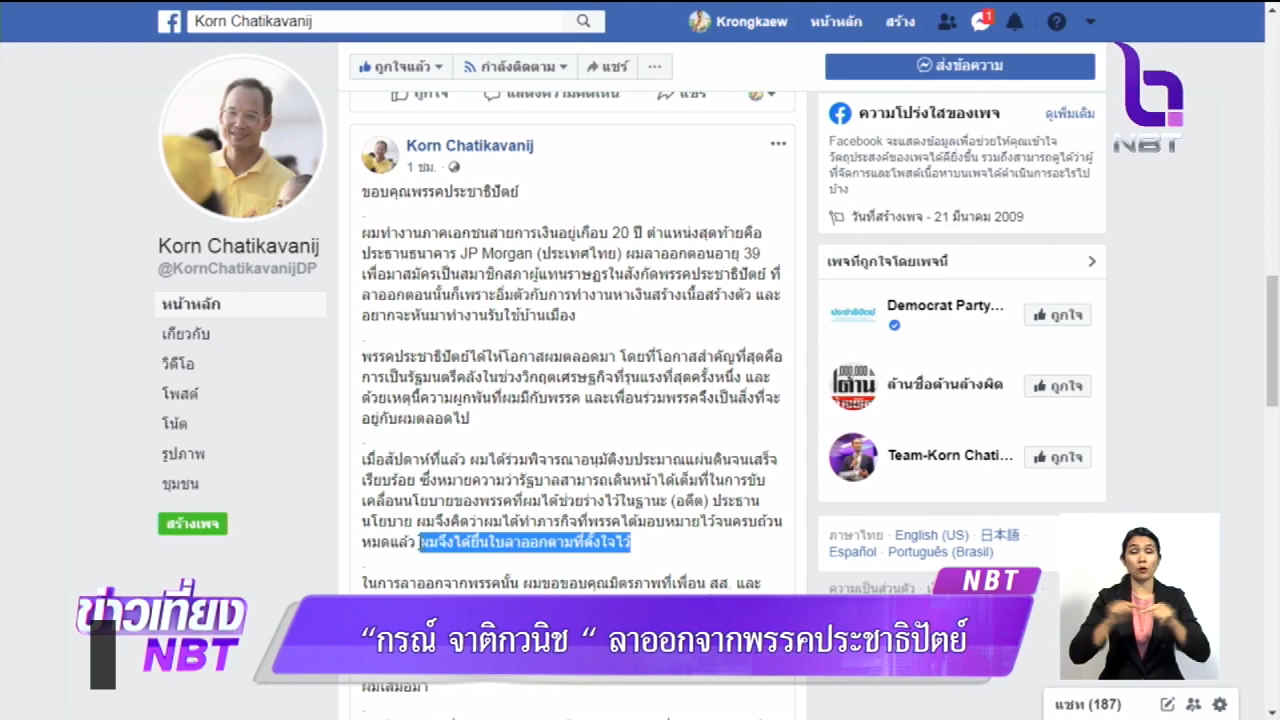 Korn Chatikavanij
Krongkaew
หน้าหลัก
สร้าง
1
ถูกใจแล้ว
กำลังติดตาม
แชร์
ส่งข้อความ
NBT
ถูกใจ
แสดงความคิดเห็น
แชร์
Korn Chatikavanij
1 ชม.
ขอบคุณพรรคประชาธิปัตย์
.
ผมทำงานภาคเอกชนสายการเงินอยู่เกือบ 20 ปี ตำแหน่งสุดท้ายคือ
ประธานธนาคาร JP Morgan (ประเทศไทย) ผมลาออกตอนอายุ 39
เพื่อมาสมัครเป็นสมาชิกสภาผู้แทนราษฎรในสังกัดพรรคประชาธิปัตย์ ที่
ลาออกตอนนั้นก็เพราะอิ่มตัวกับการทำงานหาเงินสร้างเนื้อสร้างตัว และ
อยากจะหันมาทำงานรับใช้บ้านเมือง
.
พรรคประชาธิปัตย์ได้ให้โอกาสผมตลอดมา โดยที่โอกาสสำคัญที่สุดคือ
การเป็นรัฐมนตรีคลังในช่วงวิกฤตเศรษฐกิจที่รุนแรงที่สุดครั้งหนึ่ง และ
ด้วยเหตุนี้ความผูกพันที่ผมมีกับพรรค และเพื่อนร่วมพรรคจึงเป็นสิ่งที่จะ
อยู่กับผมตลอดไป
.
เมื่อสัปดาห์ที่แล้ว ผมได้ร่วมพิจารณาอนุมัติงบประมาณแผ่นดินจนเสร็จ
เรียบร้อย ซึ่งหมายความว่ารัฐบาลสามารถเดินหน้าได้เต็มที่ในการขับ
เคลื่อนนโยบายของพรรคที่ผมได้ช่วยร่างไว้ในฐานะ (อดีต) ประธาน
นโยบาย ผมจึงคิดว่าผมได้ทำภารกิจที่พรรคได้มอบหมายไว้จนครบถ้วน
หมดแล้ว ผมจึงได้ยื่นใบลาออกตามที่ตั้งใจไว้
.
ในการลาออกจากพรรคนั้น ผมขอขอบคุณมิตรภาพที่เพื่อน สส. และ
ผมเสมอมา
Korn Chatikavanij
@KornChatikavanijDP
หน้าหลัก
เกี่ยวกับ
วิดีโอ
โพสต์
โน้ต
รูปภาพ
ชุมชน
สร้างเพจ
ความโปร่งใสของเพจ
ดูเพิ่มเติม
Facebook จะแสดงข้อมูลเพื่อช่วยให้คุณเข้าใจ
วัตถุประสงค์ของเพจได้ดียิ่งขึ้น รวมถึงสามารถดูได้ว่าผู้
ที่จัดการและโพสต์เนื้อหาบนเพจได้ดำเนินการอะไรไป
บ้าง
วันที่สร้างเพจ - 21 มีนาคม 2009
เพจที่ถูกใจโดยเพจนี้
ประชาธิปัตย์
Democrat Party...
ถูกใจ
ล้านชื่อต้านล้างผิด
ถูกใจ
Team-Korn Chati...
ถูกใจ
ภาษาไทย · English (US) · 日本語 ·
Español · Português (Brasil)
ความเป็นส่วนตัว
NBT
ข่าวเที่ยง
NBT
“กรณ์ จาติกวนิช “ ลาออกจากพรรคประชาธิปัตย์
แชท (187)